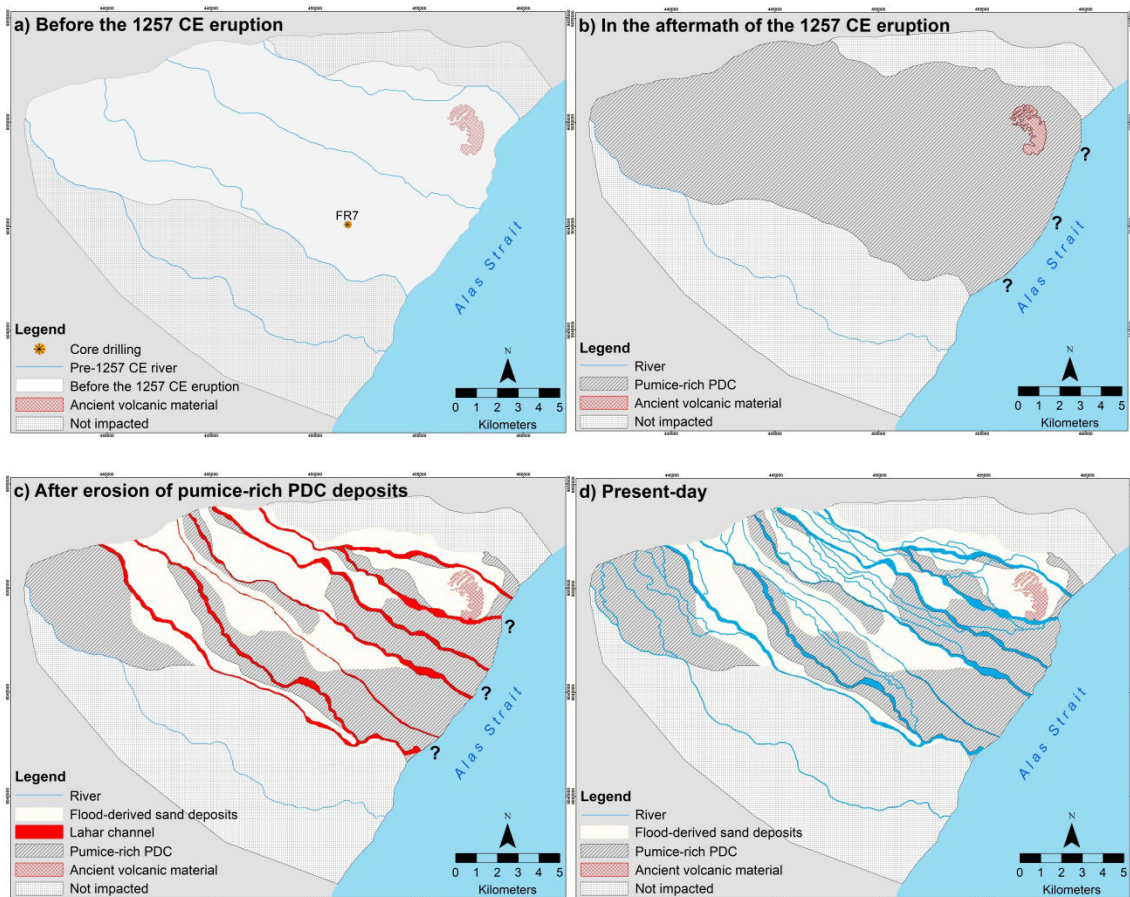 a) Before the 1257 CE eruption
FR7
Alas Strait
Legend
Core drilling
Pre-1257 CE river
Before the 1257 CE eruption
Ancient volcanic material
Not impacted
N
0 1 2 3 4 5
Kilometers
b) In the aftermath of the 1257 CE eruption
?
?
?
Alas Strait
Legend
River
Pumice-rich PDC
Ancient volcanic material
Not impacted
N
0 1 2 3 4 5
Kilometers
c) After erosion of pumice-rich PDC deposits
?
?
?
Alas Strait
Legend
River
Flood-derived sand deposits
Lahar channel
Pumice-rich PDC
Ancient volcanic material
Not impacted
N
0 1 2 3 4 5
Kilometers
d) Present-day
Alas Strait
Legend
River
Flood-derived sand deposits
Pumice-rich PDC
Ancient volcanic material
Not impacted
N
0 1 2 3 4 5
Kilometers